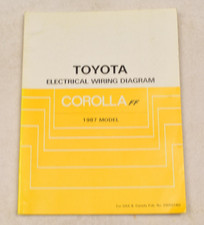 TOYOTA
ELECTRICAL WIRING DIAGRAM
COROLLA FF
1987 MODEL